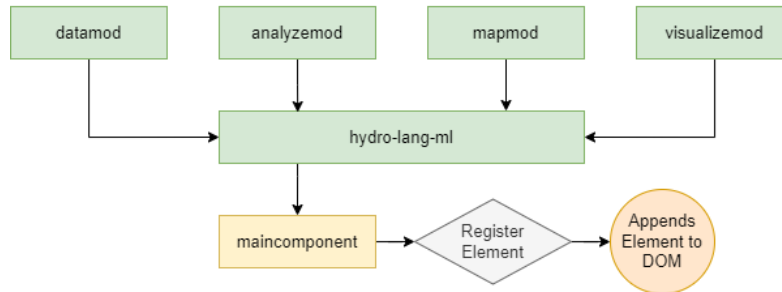 datamod
analyzemod
mapmod
visualizemod
hydro-lang-ml
maincomponent
Register
Element
Appends
Element to
DOM